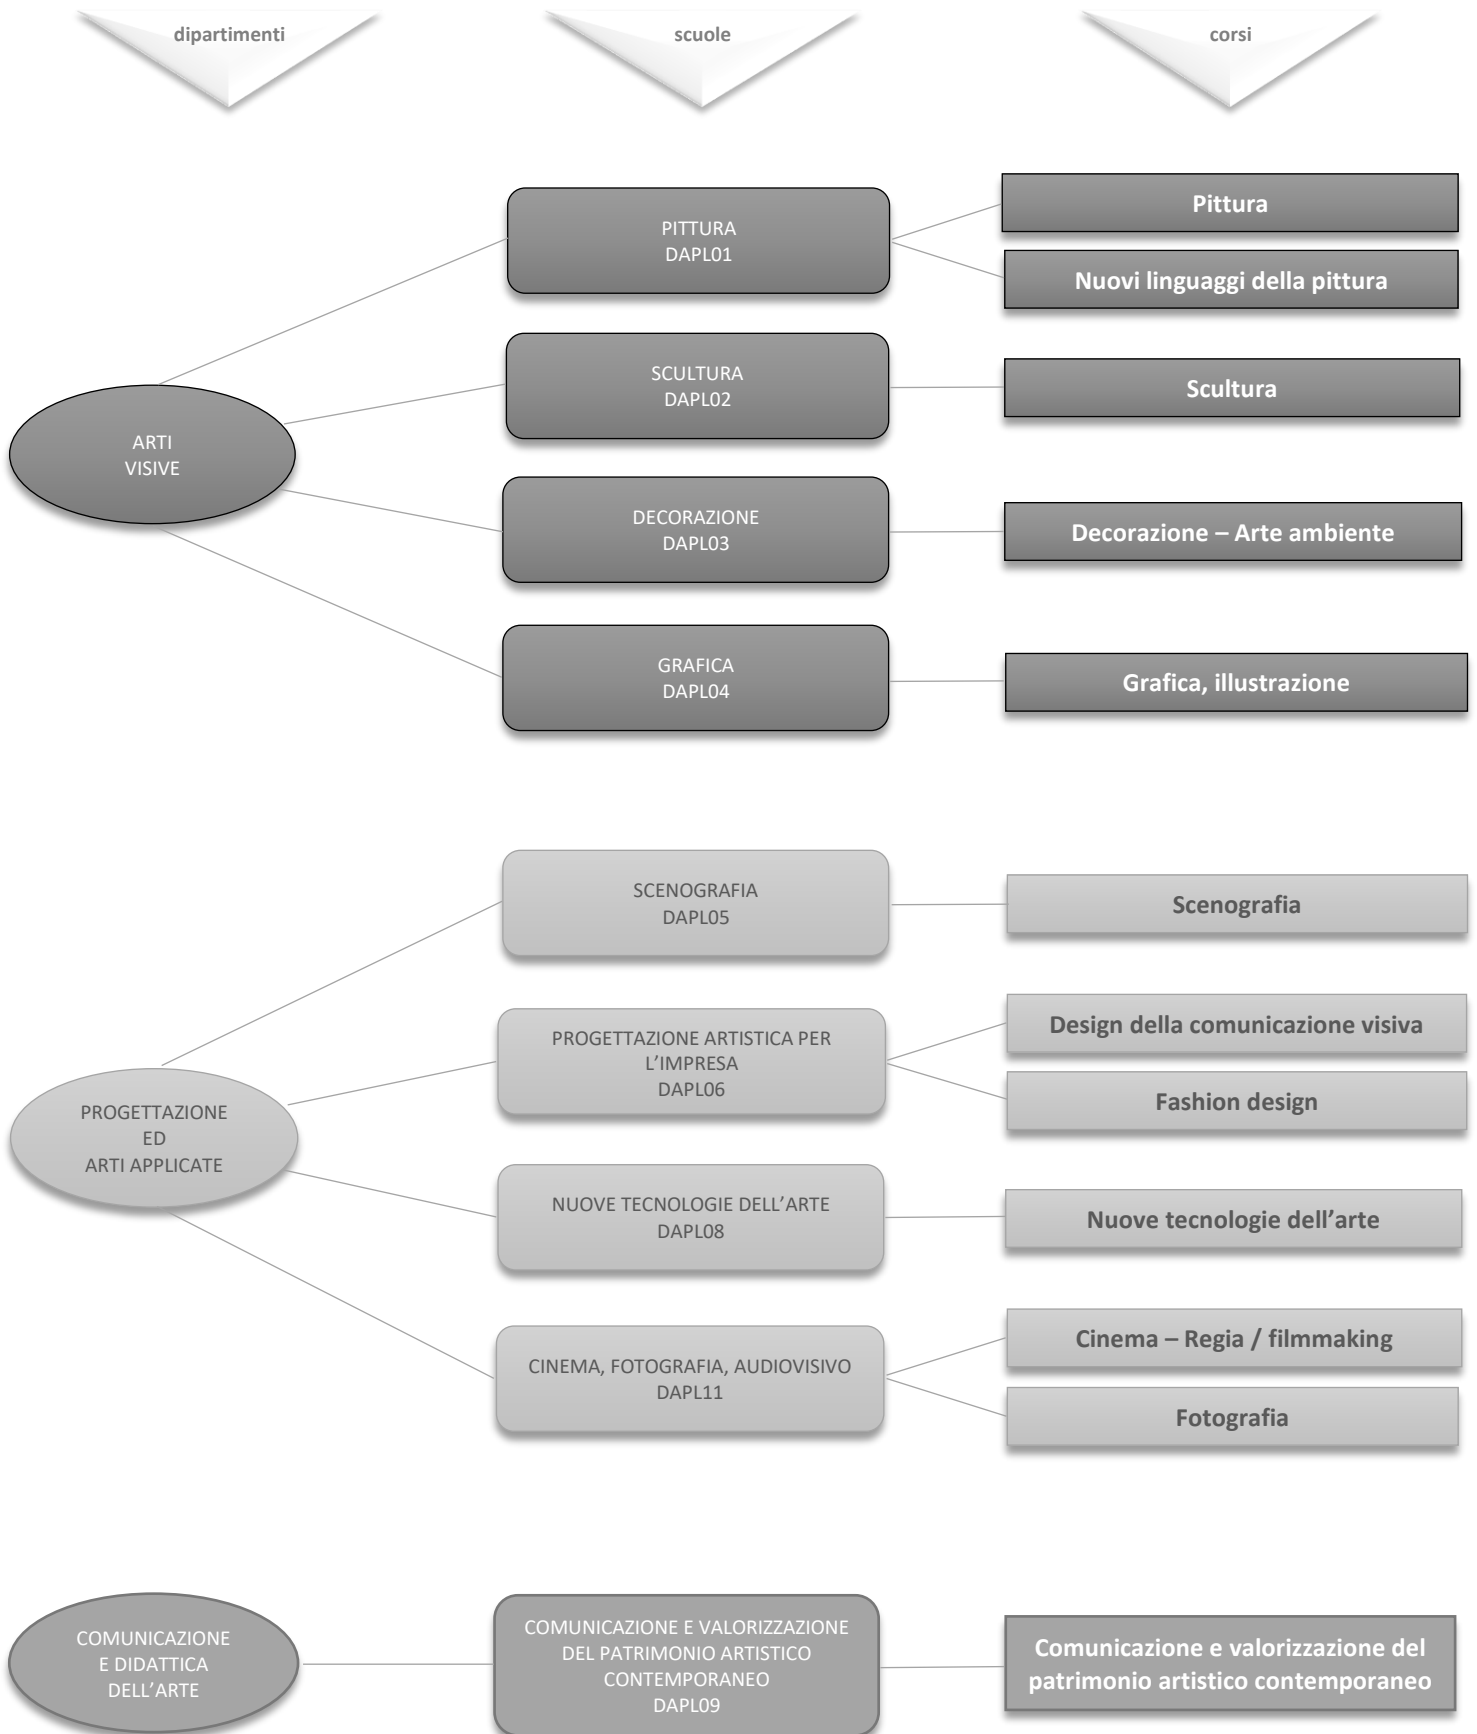 dipartimenti
scuole
corsi
PITTURA
DAPL01
Pittura
Nuovi linguaggi della pittura
SCULTURA
DAPL02
Scultura
ARTI
VISIVE
DECORAZIONE
DAPL03
Decorazione – Arte ambiente
GRAFICA
DAPL04
Grafica, illustrazione
SCENOGRAFIA
DAPL05
Scenografia
PROGETTAZIONE ARTISTICA PER
L’IMPRESA
DAPL06
Design della comunicazione visiva
Fashion design
PROGETTAZIONE
ED
ARTI APPLICATE
NUOVE TECNOLOGIE DELL’ARTE
DAPL08
Nuove tecnologie dell’arte
CINEMA, FOTOGRAFIA, AUDIOVISIVO
DAPL11
Cinema – Regia / filmmaking
Fotografia
COMUNICAZIONE
E DIDATTICA
DELL’ARTE
COMUNICAZIONE E VALORIZZAZIONE
DEL PATRIMONIO ARTISTICO
CONTEMPORANEO
DAPL09
Comunicazione e valorizzazione del
patrimonio artistico contemporaneo